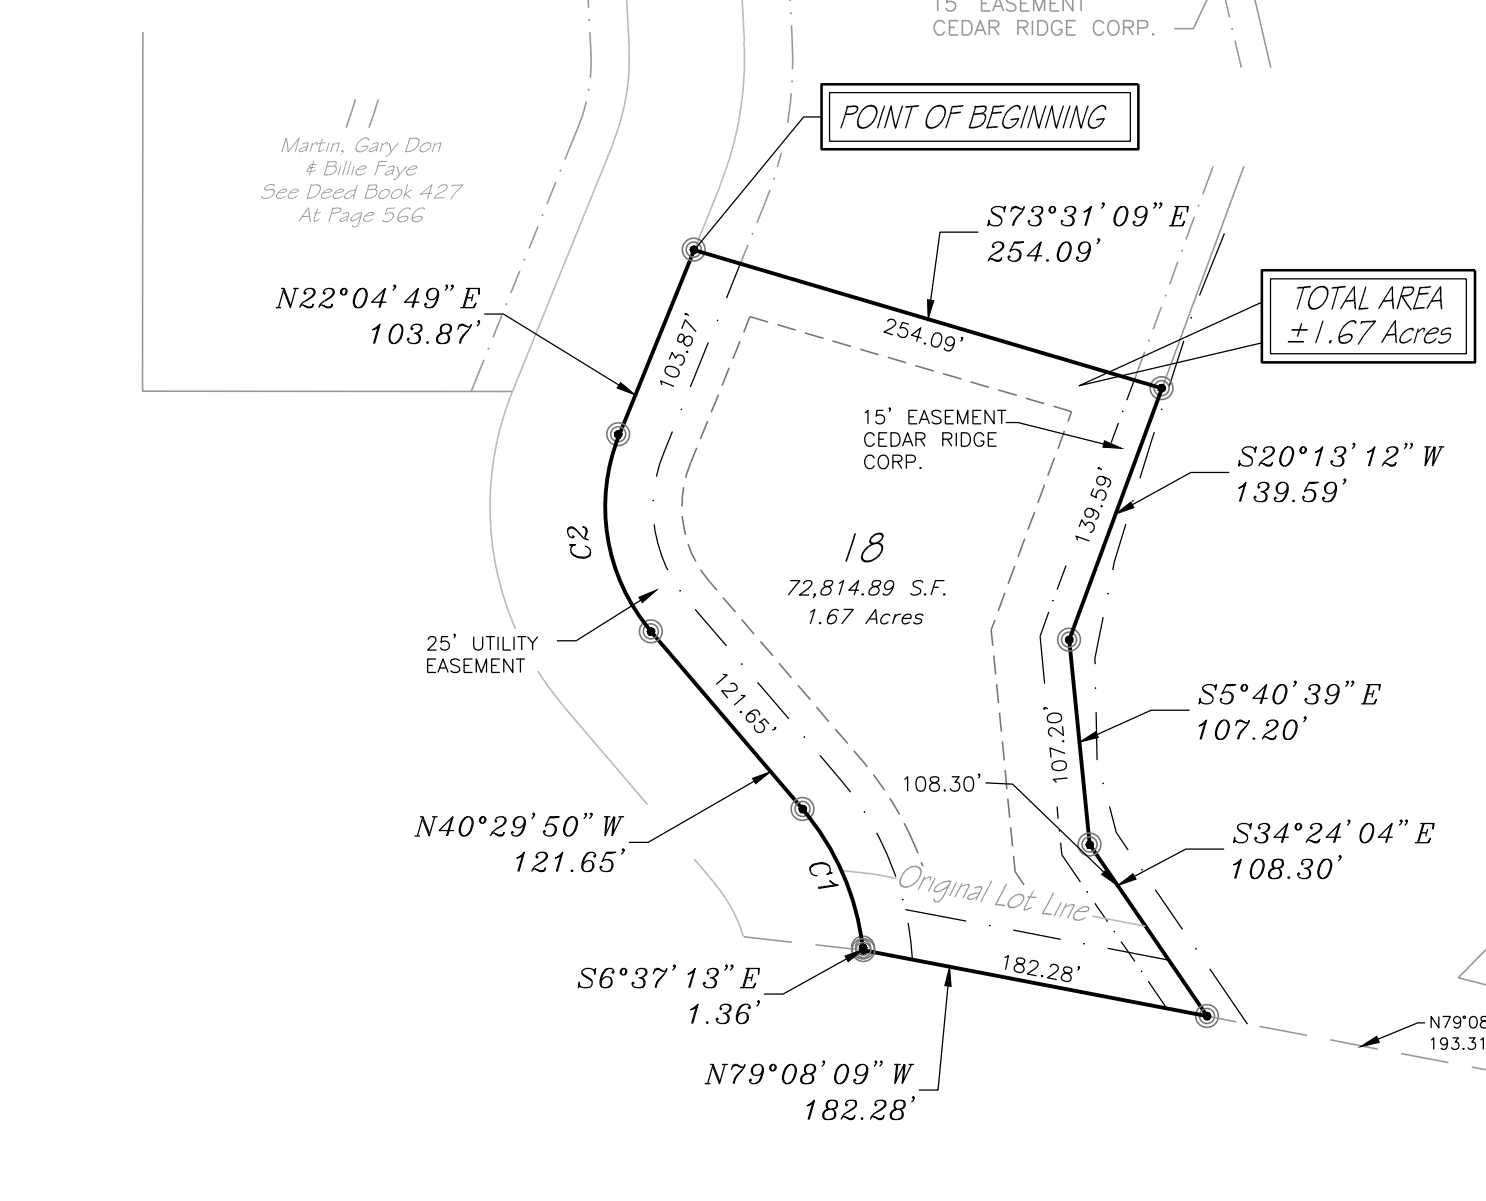 15' EASEMENT
CEDAR RIDGE CORP.
POINT OF BEGINNING
Martin, Gary Don
& Billie Faye
See Deed Book 427
At Page 566
S73°31'09"E
254.09'
N22°04'49"E
103.87'
TOTAL AREA
±1.67 Acres
254.09'
103.87'
15' EASEMENT
CEDAR RIDGE
CORP.
S20°13'12"W
139.59'
139.59'
C2
18
72,814.89 S.F.
1.67 Acres
25' UTILITY
EASEMENT
121.65'
S5°40'39"E
107.20'
107.20'
108.30'
N40°29'50"W
121.65'
S34°24'04"E
108.30'
C1
Original Lot Line
S6°37'13"E
1.36'
182.28'
N79°08
193.31
N79°08'09"W
182.28'